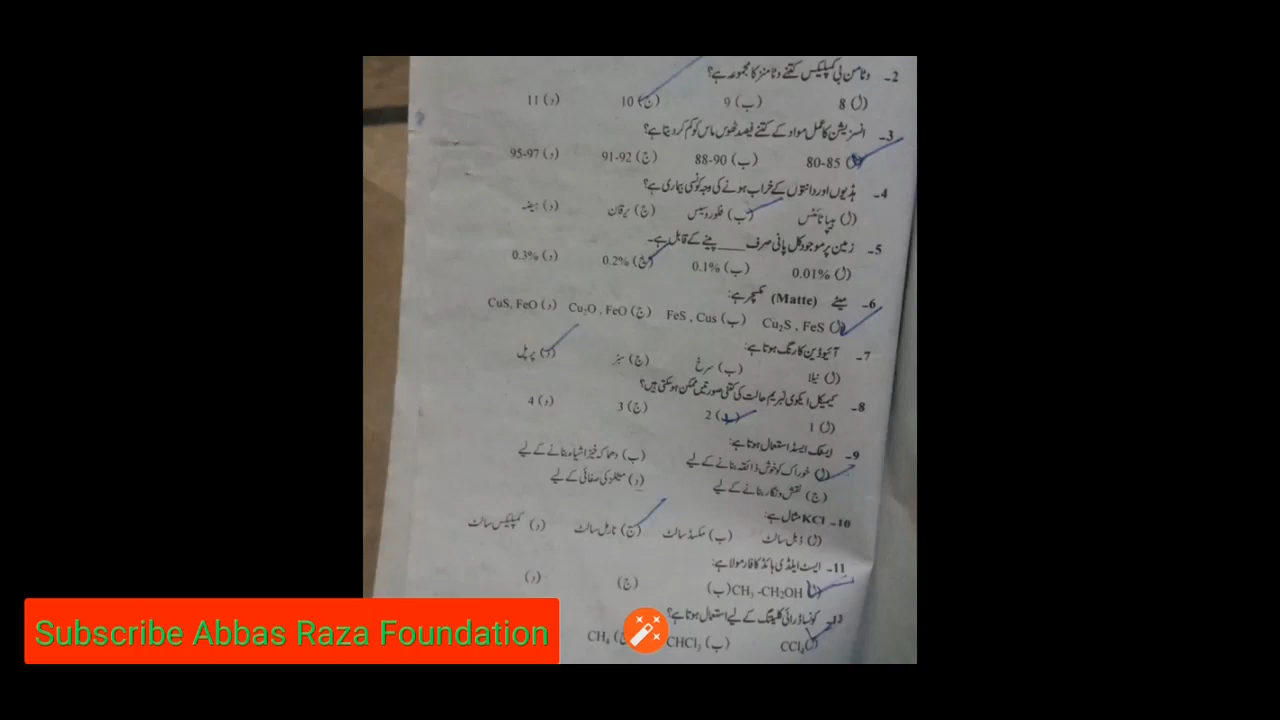 2۔ وٹامن بی کمپلیکس کتنے وٹامنز کا مجموعہ ہے؟
(ل) 8 (ب) 9 (ج) 10 (د) 11
3۔ انسنریشن کا عمل مواد کے کتنے فیصد ٹھوس ماس کو کم کر دیتا ہے؟
(ل) 80-85 (ب) 88-90 (ج) 91-92 (د) 95-97
4۔ ہڈیوں اور دانتوں کے خراب ہونے کی وجہ کونسی بیماری ہے؟
(ل) ہیپاٹائٹس (ب) فلوروسیس (ج) یرقان (د) ہیضہ
5۔ زمین پر موجود کل پانی صرف ____ پینے کے قابل ہے۔
(ل) 0.01% (ب) 0.1% (ج) 0.2% (د) 0.3%
6۔ میٹے (Matte) مکسچر ہے:
(ل) Cu₂S , FeS (ب) FeS , Cus (ج) Cu₂O , FeO (د) CuS, FeO
7۔ آئیوڈین کا رنگ ہوتا ہے:
(ل) نیلا (ب) سرخ (ج) سبز (د) پرپل
8۔ کیمیکل ایکوی لبریم حالت کی کتنی صورتیں ممکن ہو سکتی ہیں؟
(ل) 1 (ب) 2 (ج) 3 (د) 4
9۔ ایسٹک ایسڈ استعمال ہوتا ہے:
(ل) خوراک کو خوش ذائقہ بنانے کے لیے (ب) دھماکہ خیز اشیاء بنانے کے لیے
(ج) نقش و نگار بنانے کے لیے (د) میٹلز کی صفائی کے لیے
10۔ KCl مثال ہے:
(ل) ڈبل سالٹ (ب) مکسڈ سالٹ (ج) نارمل سالٹ (د) کمپلیکس سالٹ
11۔ ایسٹ ایلڈی ہائڈ کا فارمولا ہے:
(ل) CH₃ -CH₂OH (ب) (ج) (د)
کونسا ڈرائی کلیننگ کے لیے استعمال ہوتا ہے؟
(ل) CCl₄ (ب) CHCl₃ (ج) CH₄
Subscribe Abbas Raza Foundation